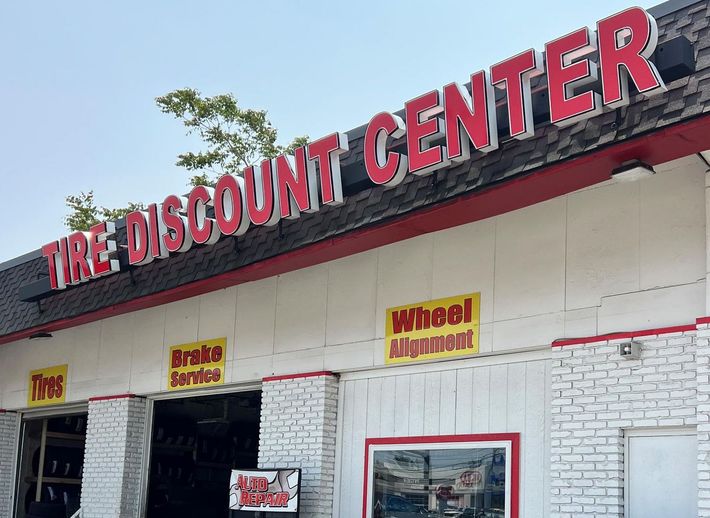 TIRE DISCOUNT CENTER
Tires
Brake
Service
Wheel
Alignment
AUTO
REPAIR